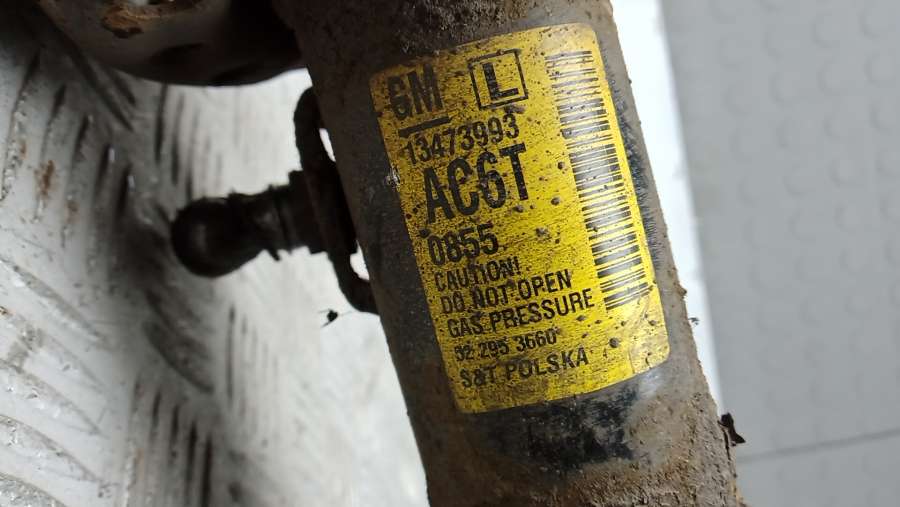 GM L
13473993
AC6T
0855
CAUTION!
DO NOT OPEN
GAS PRESSURE
52 295 3660
S&T POLSKA